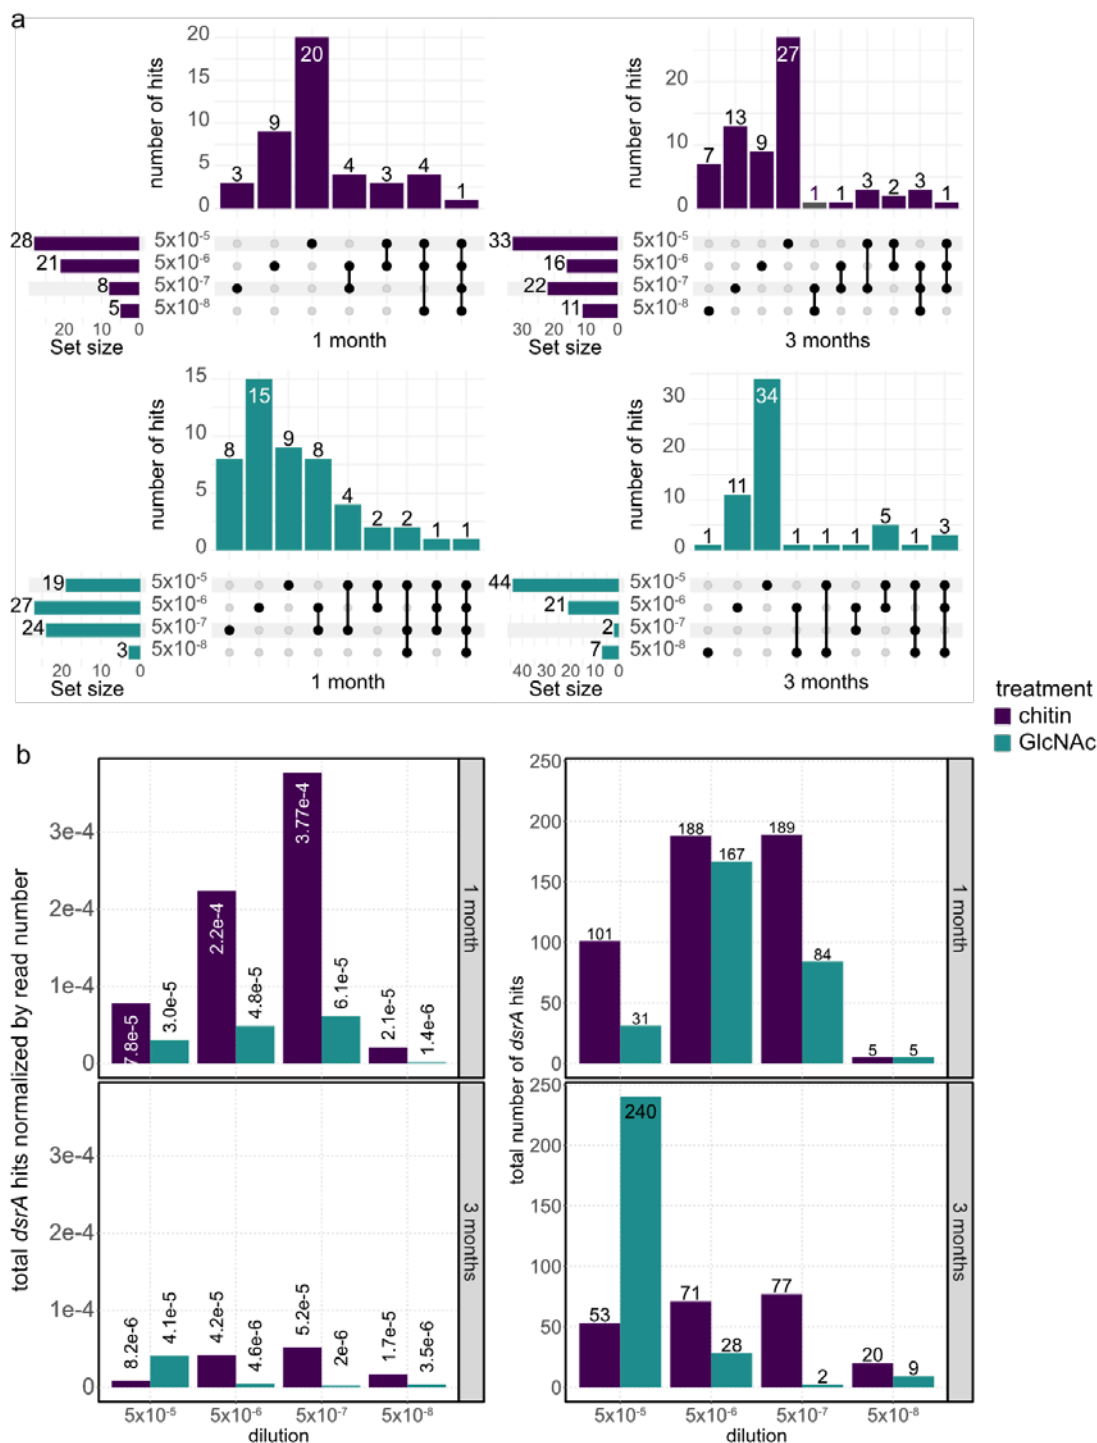 a
20
15
10
5
0
number of hits
3
9
20
4
3
4
1
28
21
8
5
5x10⁻⁵
5x10⁻⁶
5x10⁻⁷
5x10⁻⁸
20 10 0
Set size
1 month
20
10
0
number of hits
7
13
9
27
1
1
3
2
3
1
33
16
22
11
5x10⁻⁵
5x10⁻⁶
5x10⁻⁷
5x10⁻⁸
30 20 10 0
Set size
3 months
15
10
5
0
number of hits
8
15
9
8
4
2
2
1
1
19
27
24
3
5x10⁻⁵
5x10⁻⁶
5x10⁻⁷
5x10⁻⁸
20 10 0
Set size
1 month
30
20
10
0
number of hits
1
11
34
1
1
1
5
1
3
44
21
2
7
5x10⁻⁵
5x10⁻⁶
5x10⁻⁷
5x10⁻⁸
40 30 20 10 0
Set size
3 months
treatment
chitin
GlcNAc
b
total dsrA hits normalized by read number
3e-4
2e-4
1e-4
0
7.8e-5
3.0e-5
2.2e-4
4.8e-5
3.77e-4
6.1e-5
2.1e-5
1.4e-6
1 month
3e-4
2e-4
1e-4
0
8.2e-6
4.1e-5
4.2e-5
4.6e-6
5.2e-5
2e-6
1.7e-5
3.5e-6
3 months
5x10⁻⁵ 5x10⁻⁶ 5x10⁻⁷ 5x10⁻⁸
dilution
total number of dsrA hits
250
200
150
100
50
0
101
31
188
167
189
84
5
5
1 month
250
200
150
100
50
0
53
240
71
28
77
2
20
9
3 months
5x10⁻⁵ 5x10⁻⁶ 5x10⁻⁷ 5x10⁻⁸
dilution